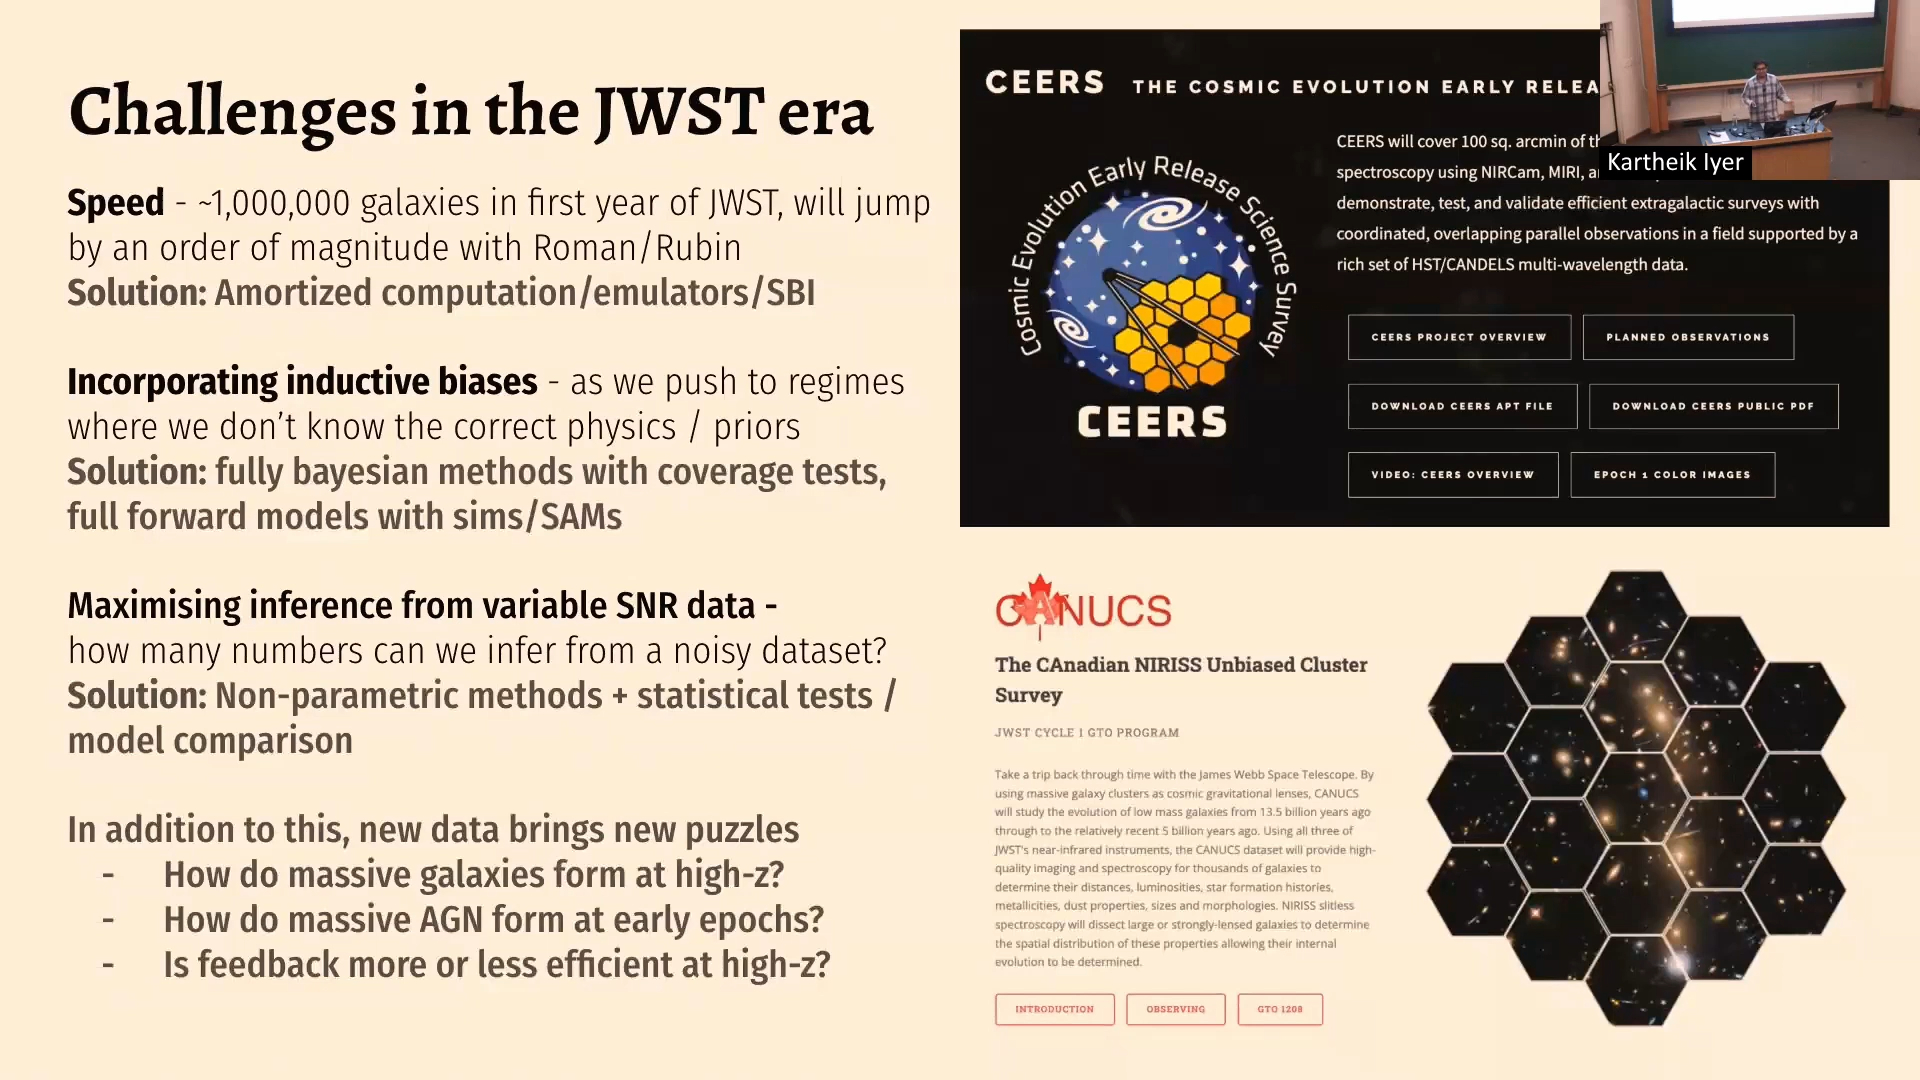 Challenges in the JWST era
Speed - ~1,000,000 galaxies in first year of JWST, will jump
by an order of magnitude with Roman/Rubin
Solution: Amortized computation/emulators/SBI
Incorporating inductive biases - as we push to regimes
where we don't know the correct physics / priors
Solution: fully bayesian methods with coverage tests,
full forward models with sims/SAMs
Maximising inference from variable SNR data -
how many numbers can we infer from a noisy dataset?
Solution: Non-parametric methods + statistical tests /
model comparison
In addition to this, new data brings new puzzles
- How do massive galaxies form at high-z?
- How do massive AGN form at early epochs?
- Is feedback more or less efficient at high-z?
CEERS THE COSMIC EVOLUTION EARLY RELEA
Cosmic Evolution Early Release Science Survey
CEERS
CEERS will cover 100 sq. arcmin of
spectroscopy using NIRCam, MIRI,
demonstrate, test, and validate efficient extragalactic surveys with
coordinated, overlapping parallel observations in a field supported by a
rich set of HST/CANDELS multi-wavelength data.
CEERS PROJECT OVERVIEW
PLANNED OBSERVATIONS
DOWNLOAD CEERS APT FILE
DOWNLOAD CEERS PUBLIC PDF
VIDEO: CEERS OVERVIEW
EPOCH 1 COLOR IMAGES
Kartheik Iyer
CANUCS
The CAnadian NIRISS Unbiased Cluster
Survey
JWST CYCLE 1 GTO PROGRAM
Take a trip back through time with the James Webb Space Telescope. By
using massive galaxy clusters as cosmic gravitational lenses, CANUCS
will study the evolution of low mass galaxies from 13.5 billion years ago
through to the relatively recent 5 billion years ago. Using all three of
JWST's near-infrared instruments, the CANUCS dataset will provide high-
quality imaging and spectroscopy for thousands of galaxies to
determine their distances, luminosities, star formation histories,
metallicities, dust properties, sizes and morphologies. NIRISS slitless
spectroscopy will dissect large or strongly-lensed galaxies to determine
the spatial distribution of these properties allowing their internal
evolution to be determined.
INTRODUCTION
OBSERVING
GTO 1208